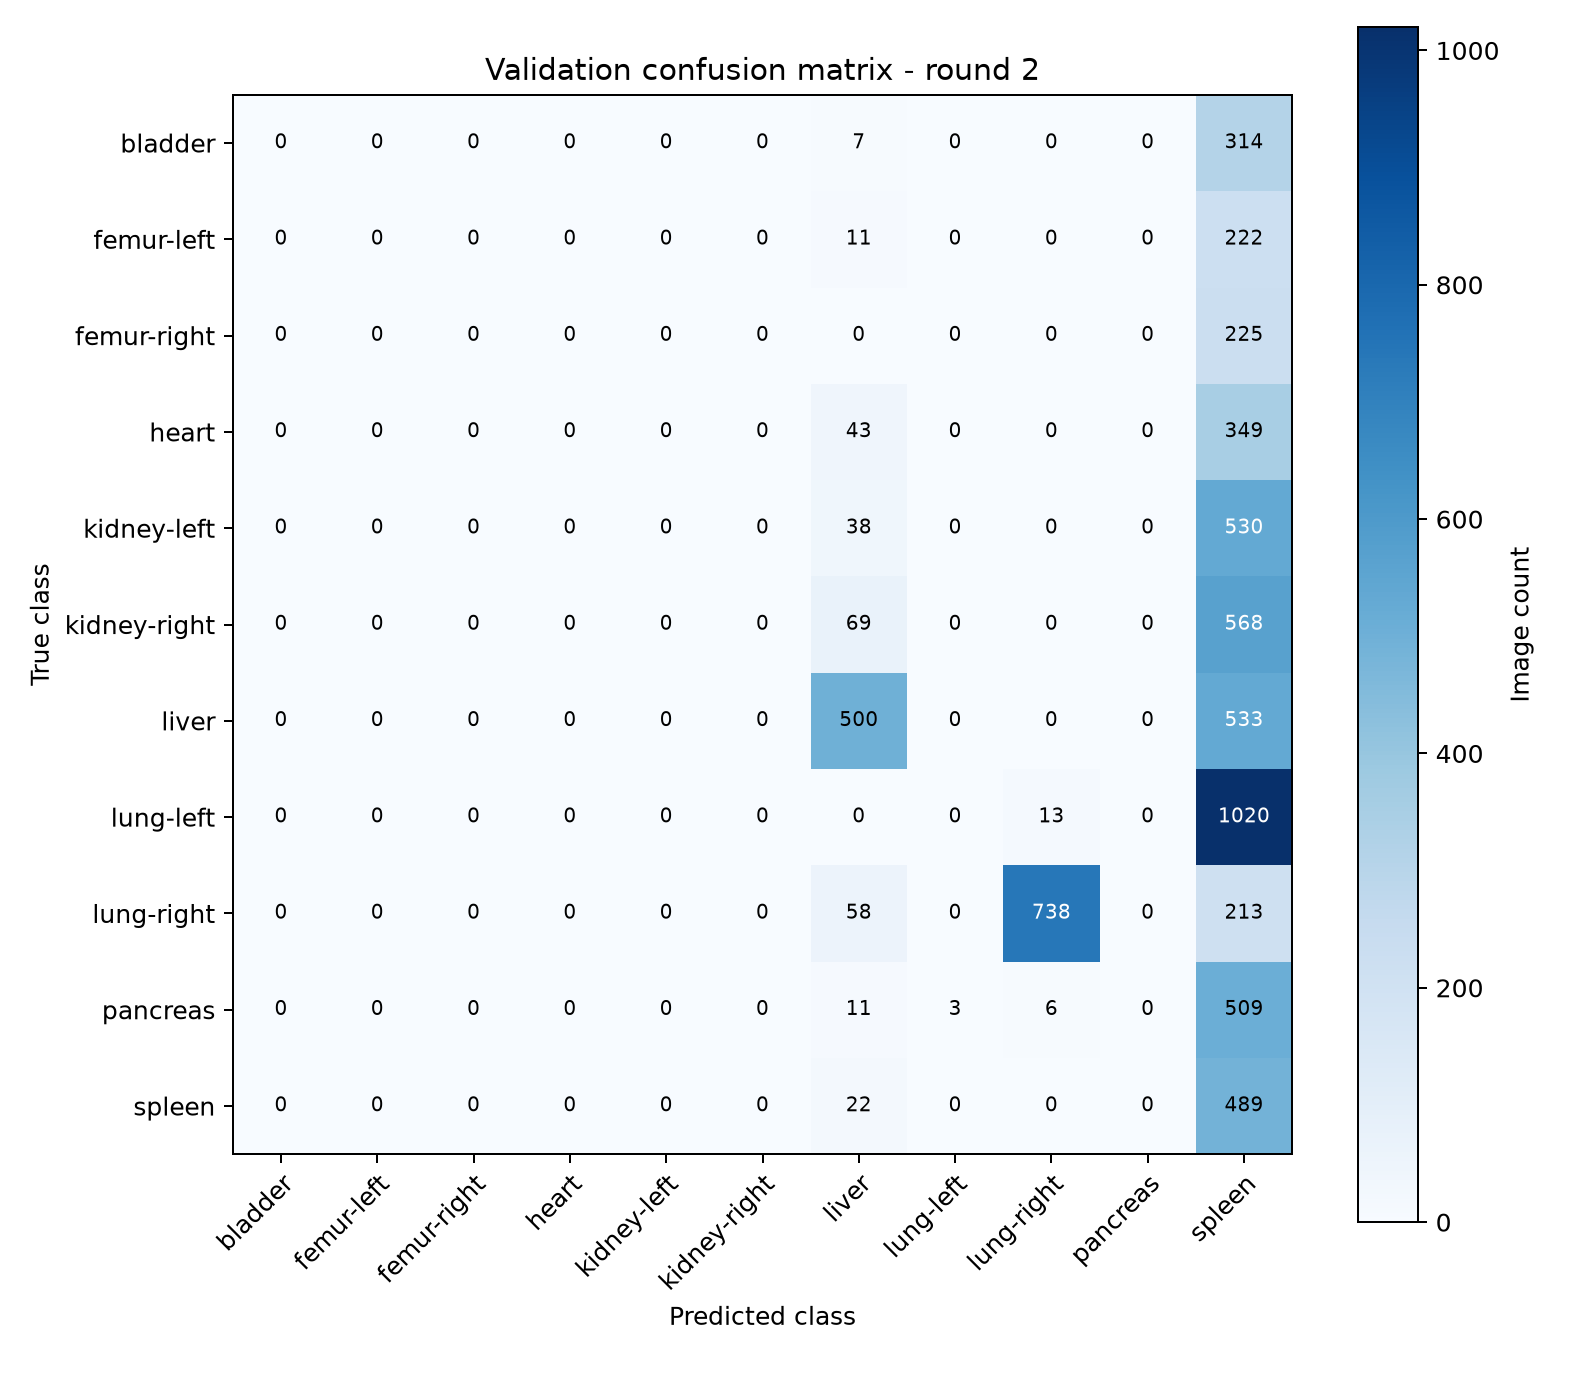 Validation confusion matrix - round 2
True class
bladder 0 0 0 0 0 0 7 0 0 0 314
femur-left 0 0 0 0 0 0 11 0 0 0 222
femur-right 0 0 0 0 0 0 0 0 0 0 225
heart 0 0 0 0 0 0 43 0 0 0 349
kidney-left 0 0 0 0 0 0 38 0 0 0 530
kidney-right 0 0 0 0 0 0 69 0 0 0 568
liver 0 0 0 0 0 0 500 0 0 0 533
lung-left 0 0 0 0 0 0 0 0 13 0 1020
lung-right 0 0 0 0 0 0 58 0 738 0 213
pancreas 0 0 0 0 0 0 11 3 6 0 509
spleen 0 0 0 0 0 0 22 0 0 0 489
bladder femur-left femur-right heart kidney-left kidney-right liver lung-left lung-right pancreas spleen
Predicted class
1000
800
600
400
200
0
Image count